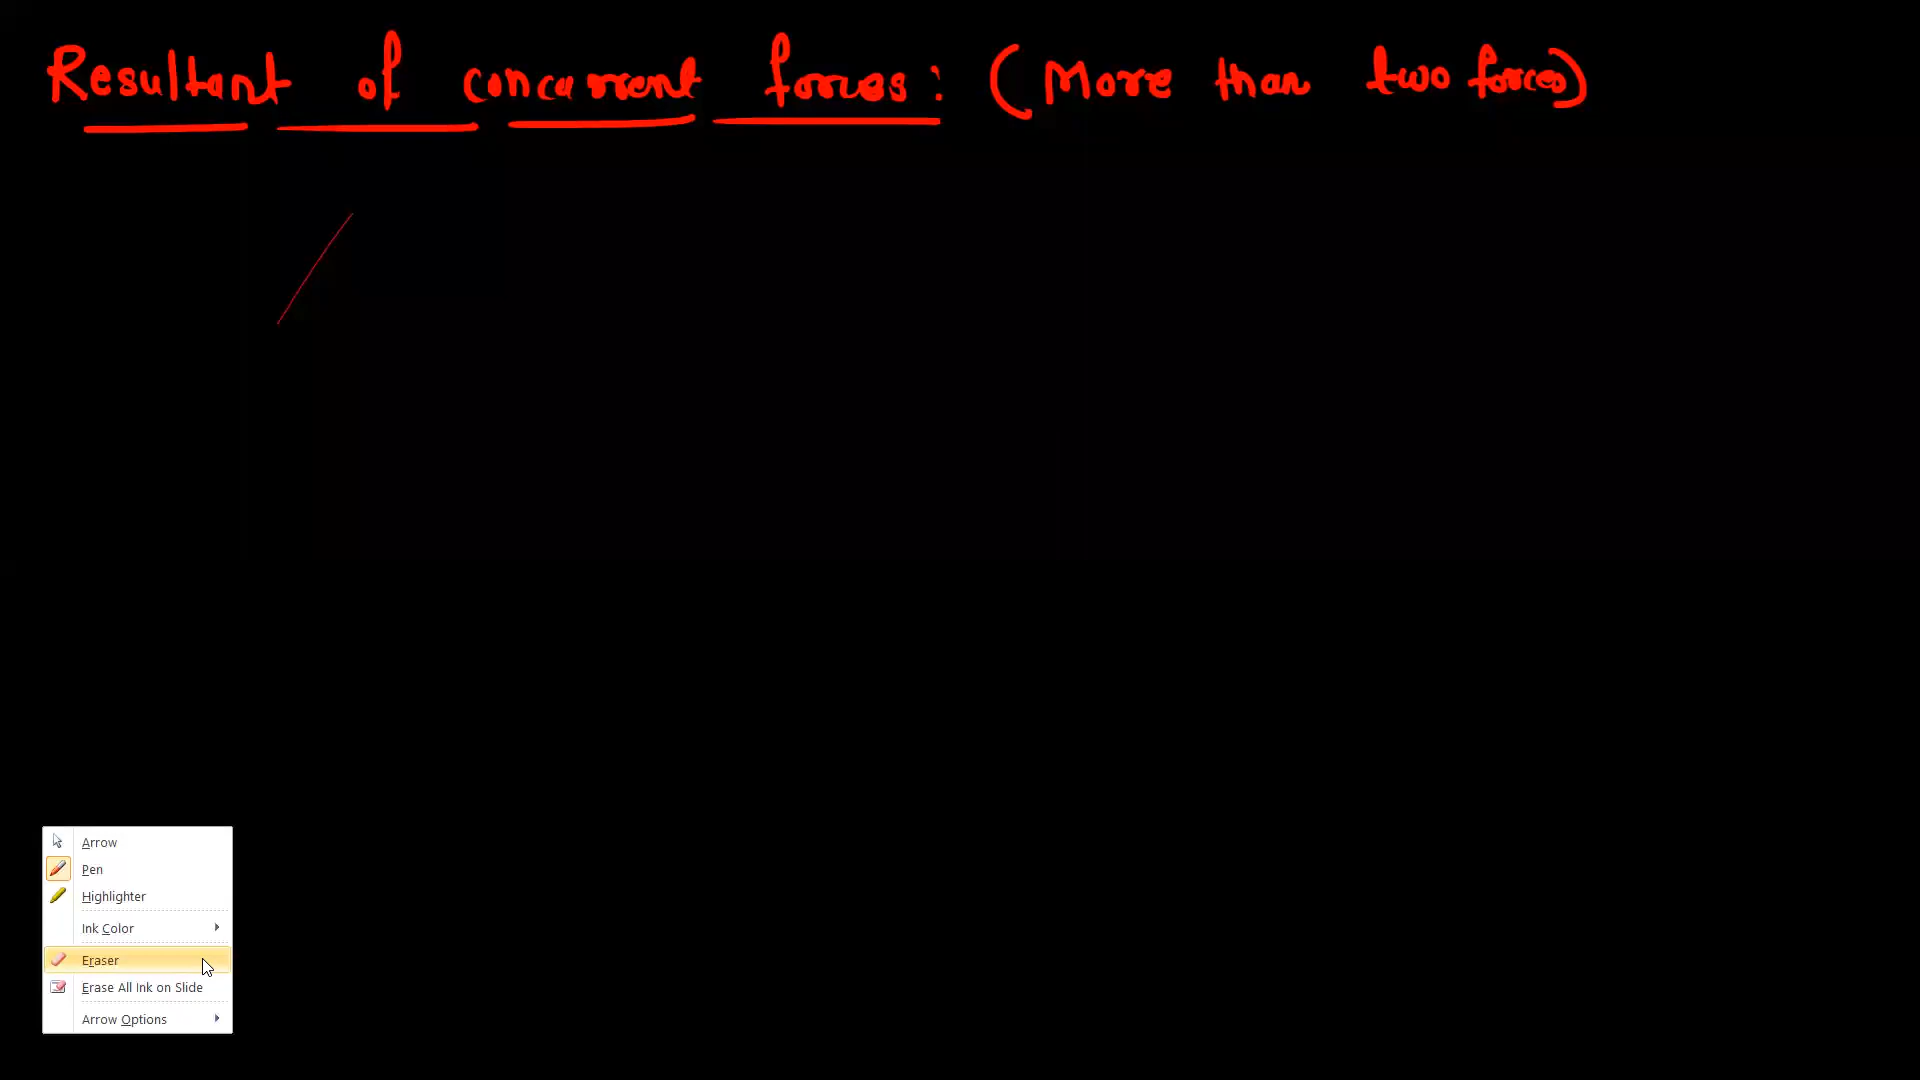 Resultant of concurrent forces: (More than two forces)
Arrow
Pen
Highlighter
Ink Color
Eraser
Erase All Ink on Slide
Arrow Options